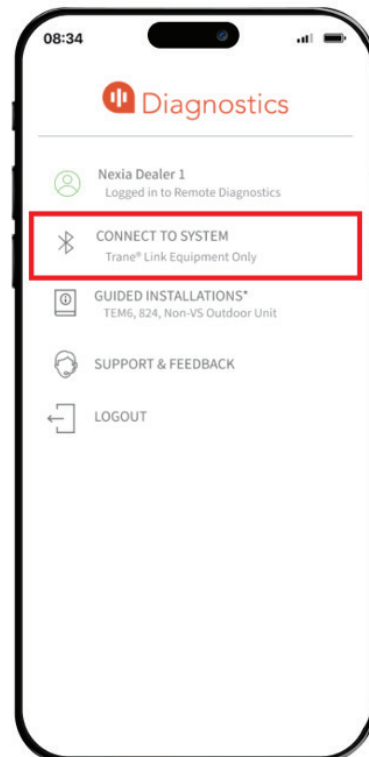 08:34
Diagnostics
Nexia Dealer 1
Logged in to Remote Diagnostics
CONNECT TO SYSTEM
Trane® Link Equipment Only
GUIDED INSTALLATIONS*
TEM6, 824, Non-VS Outdoor Unit
SUPPORT & FEEDBACK
LOGOUT